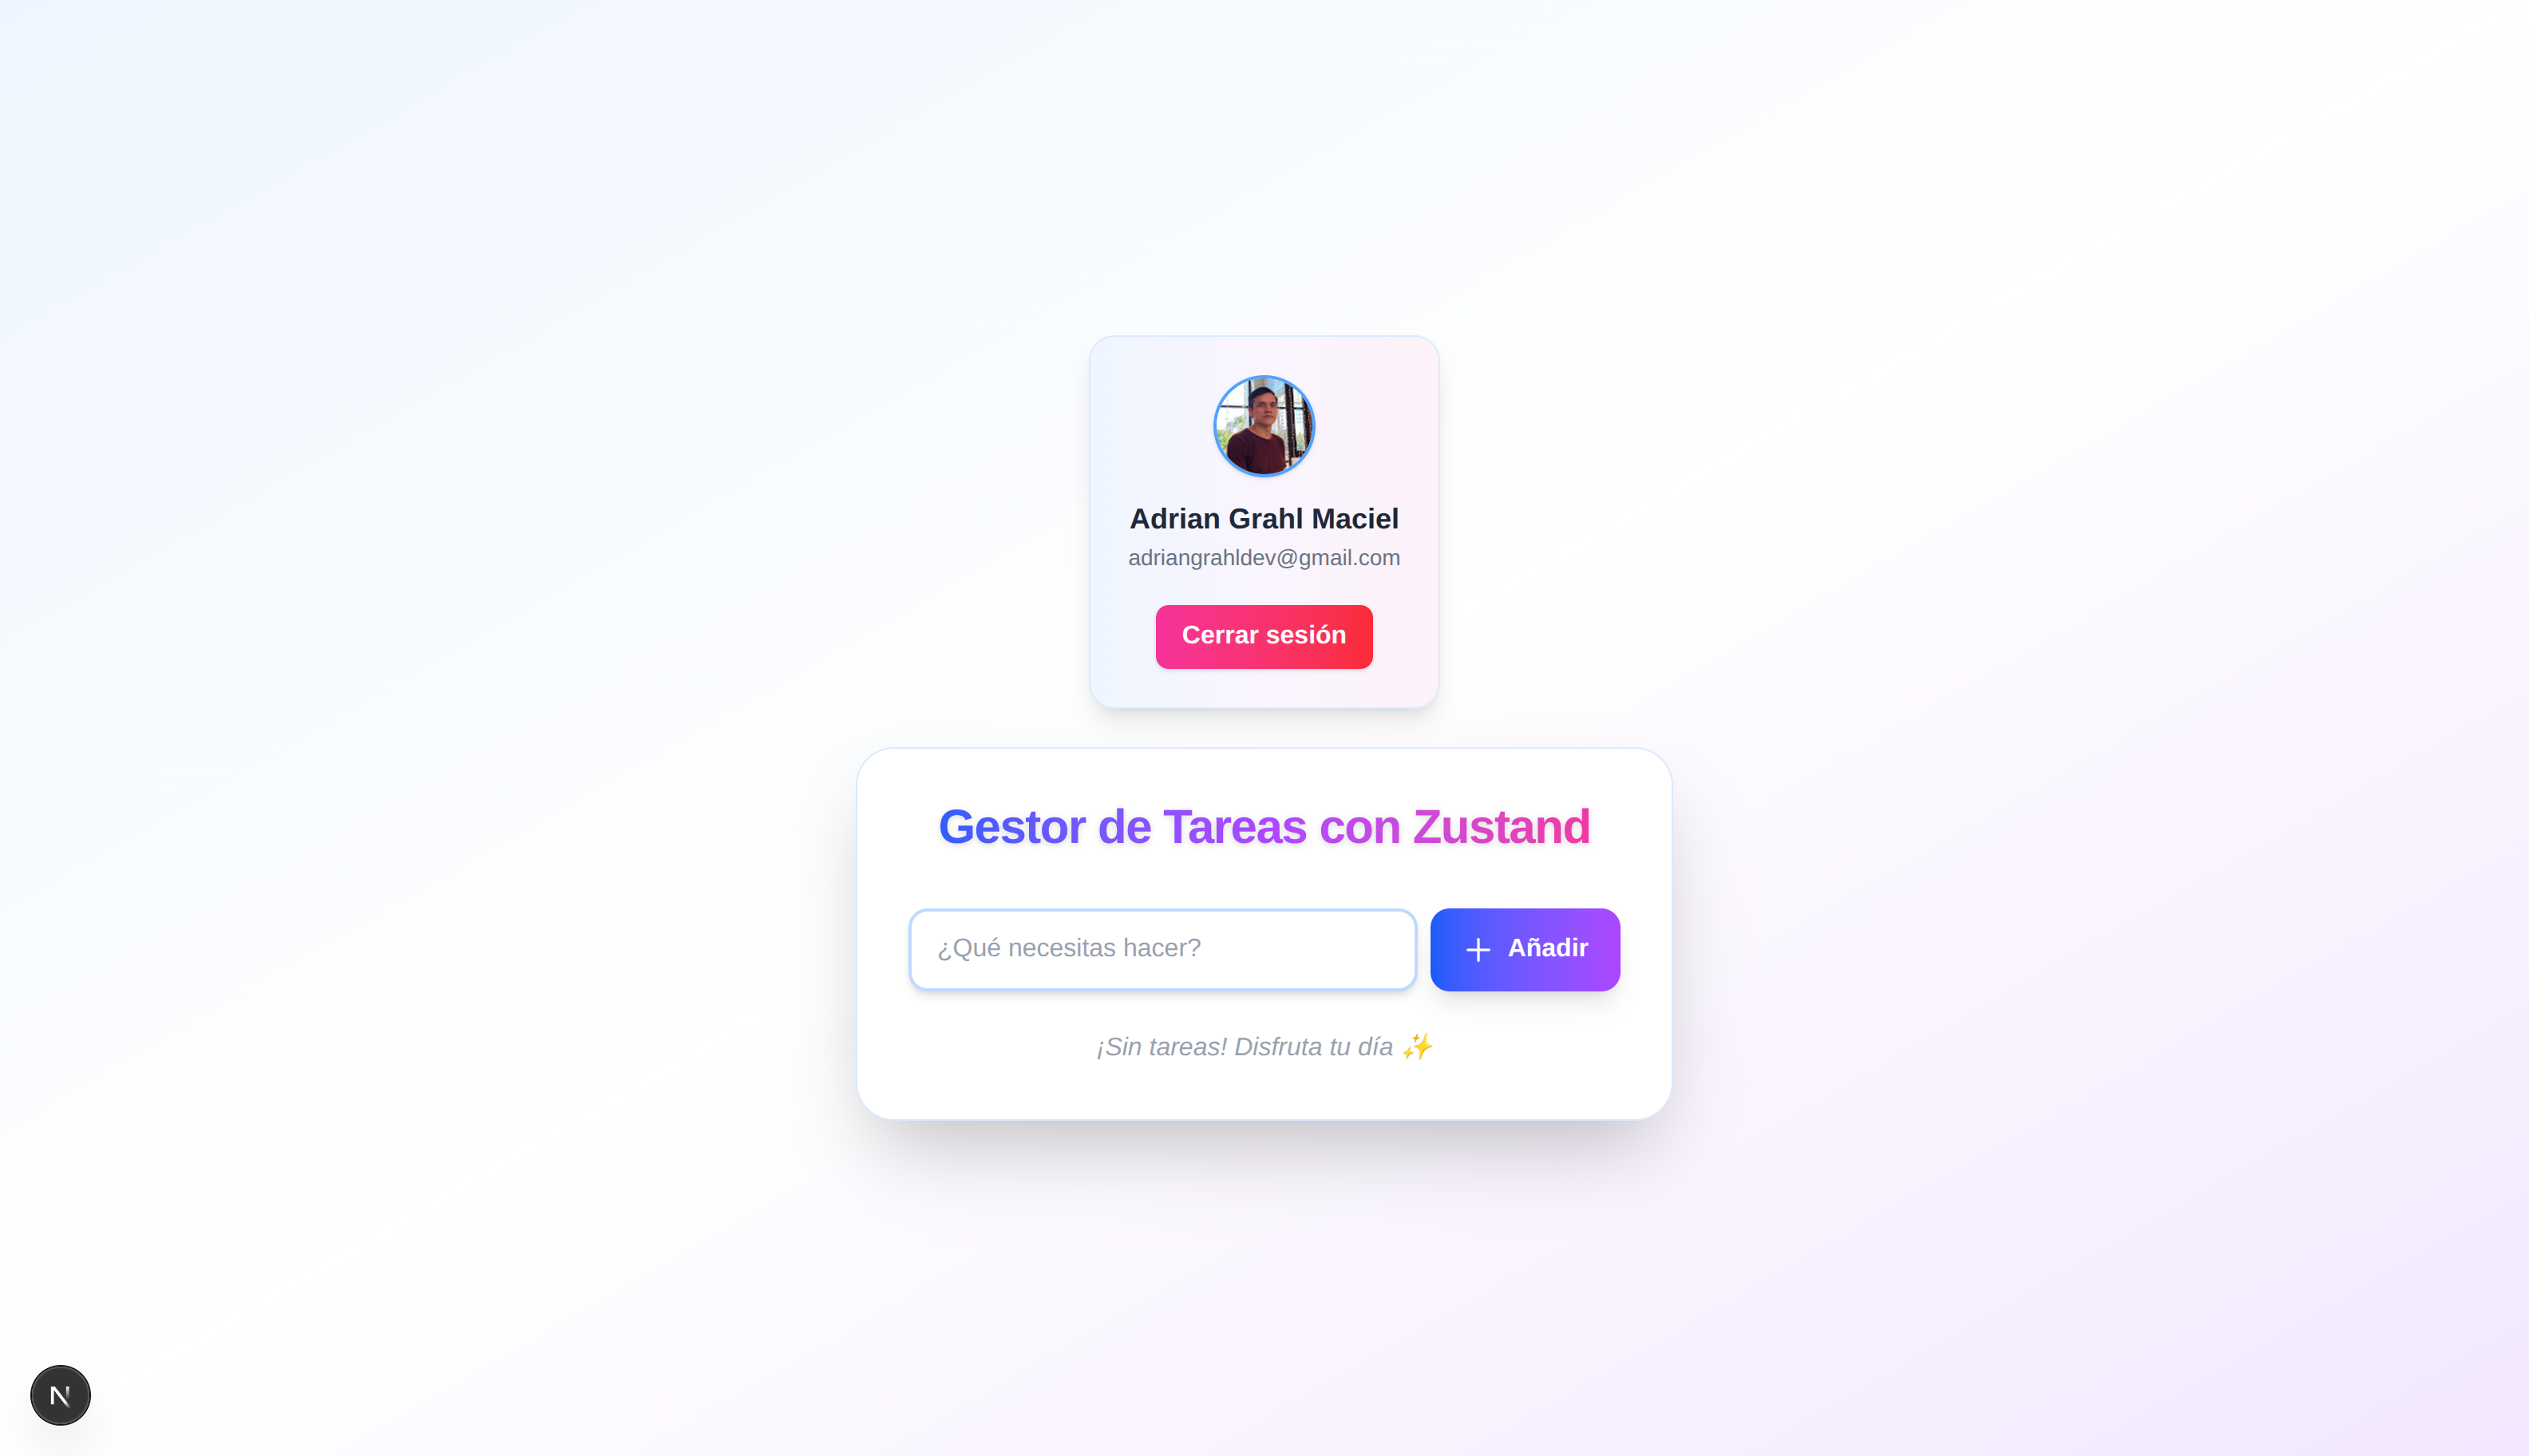 Adrian Grahl Maciel
adriangrahldev@gmail.com
Cerrar sesión
Gestor de Tareas con Zustand
¿Qué necesitas hacer?
Añadir
¡Sin tareas! Disfruta tu día ✨
N